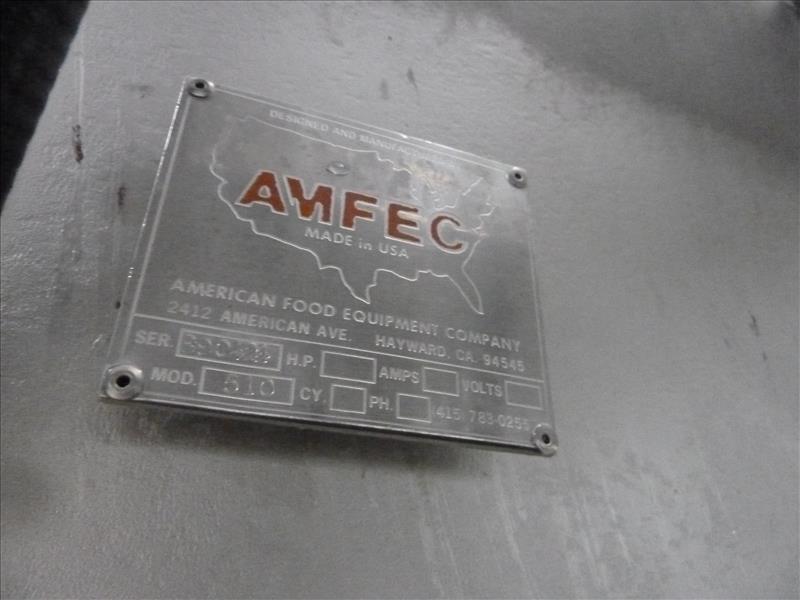 DESIGNED AND MANUFACTURED
AMFEC
MADE in USA
AMERICAN FOOD EQUIPMENT COMPANY
2412 AMERICAN AVE. HAYWARD, CA. 94545
SER. H.P. AMPS VOLTS
MOD. 510 CY. PH. (415) 783-0255